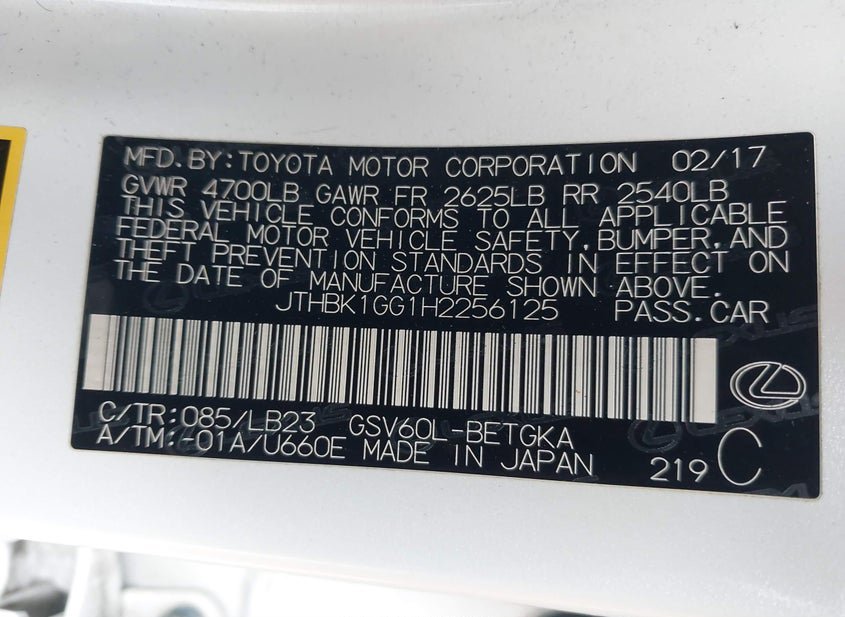 MFD. BY: TOYOTA MOTOR CORPORATION 02/17
GVWR 4700LB GAWR FR 2625LB RR 2540LB
THIS VEHICLE CONFORMS TO ALL APPLICABLE
FEDERAL MOTOR VEHICLE SAFETY, BUMPER, AND
THEFT PREVENTION STANDARDS IN EFFECT ON
THE DATE OF MANUFACTURE SHOWN ABOVE.
JTHBK1GG1H2256125 PASS. CAR
C/TR: 085/LB23 GSV60L-BETGKA
A/TM: -01A/U660E MADE IN JAPAN 219 C